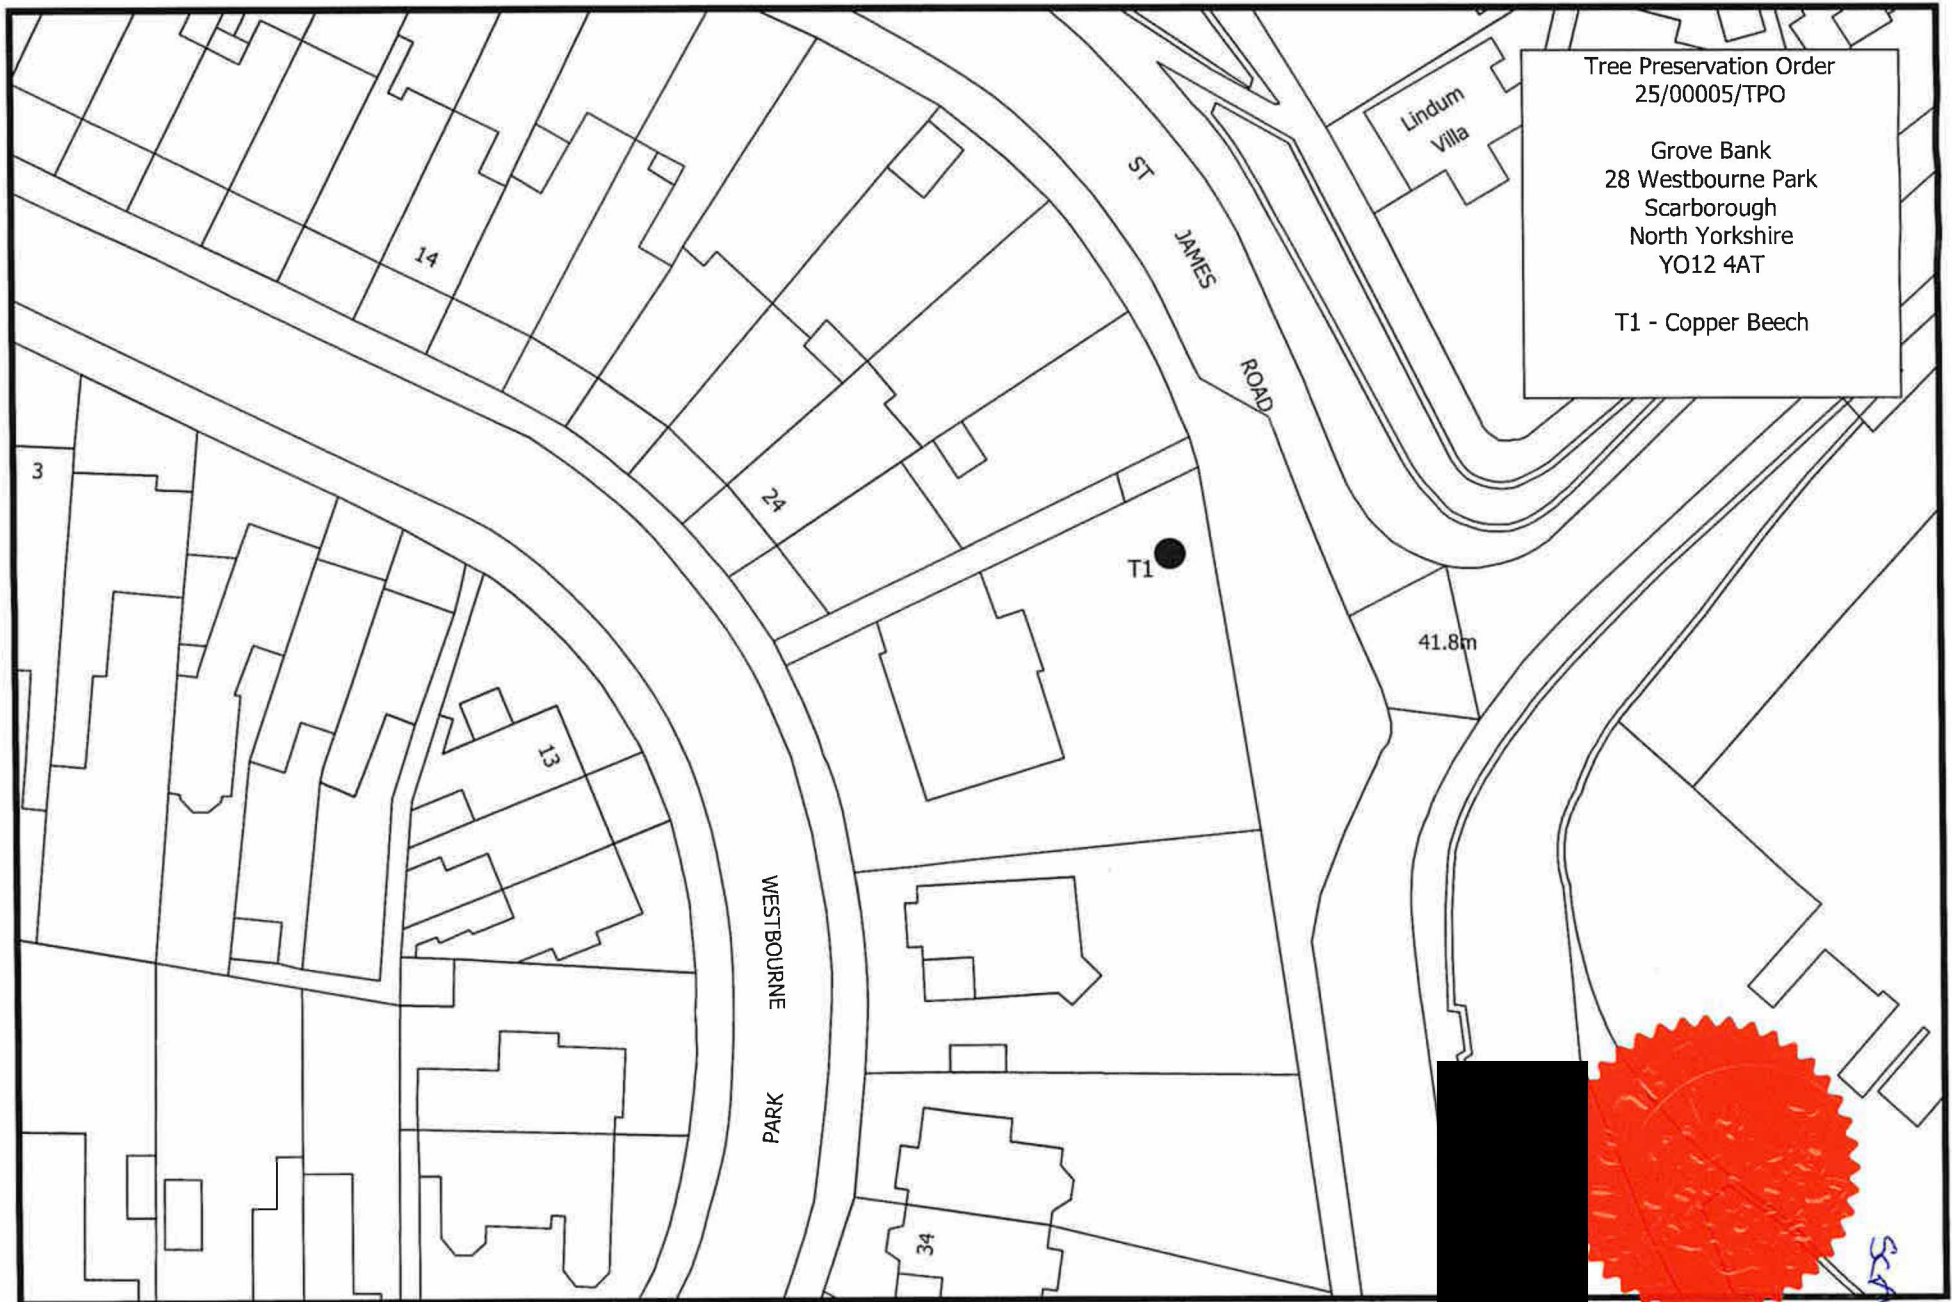 Tree Preservation Order
25/00005/TPO
Grove Bank
28 Westbourne Park
Scarborough
North Yorkshire
YO12 4AT
T1 - Copper Beech
Lindum
Villa
ST
JAMES
ROAD
14
3
24
T1
41.8m
13
WESTBOURNE
PARK
34